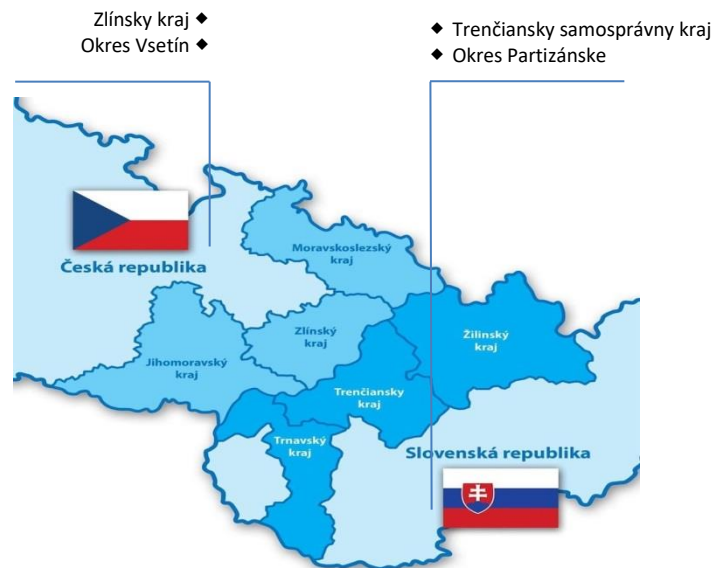 Zlínsky kraj ◆
Okres Vsetín ◆
◆ Trenčiansky samosprávny kraj
◆ Okres Partizánske
Moravskoslezský
kraj
Česká republika
Zlínský
kraj
Žilinský
kraj
Jihomoravský
kraj
Trenčiansky
kraj
Trnavský
kraj
Slovenská republika